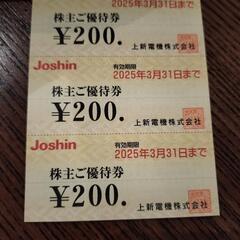 2025年3月31日まで
株主ご優待券
¥200.
上新電機株式会社
Joshin
有効期限
2025年3月31日まで
株主ご優待券
¥200.
上新電機株式会社
Joshin
有効期限
2025年3月31日まで
株主ご優待券
¥200.
上新電機株式会社